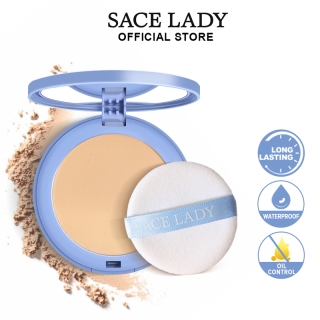 SACE LADY
OFFICIAL STORE
SACE LADY
LONG
LASTING
WATERPROOF
OIL
CONTROL